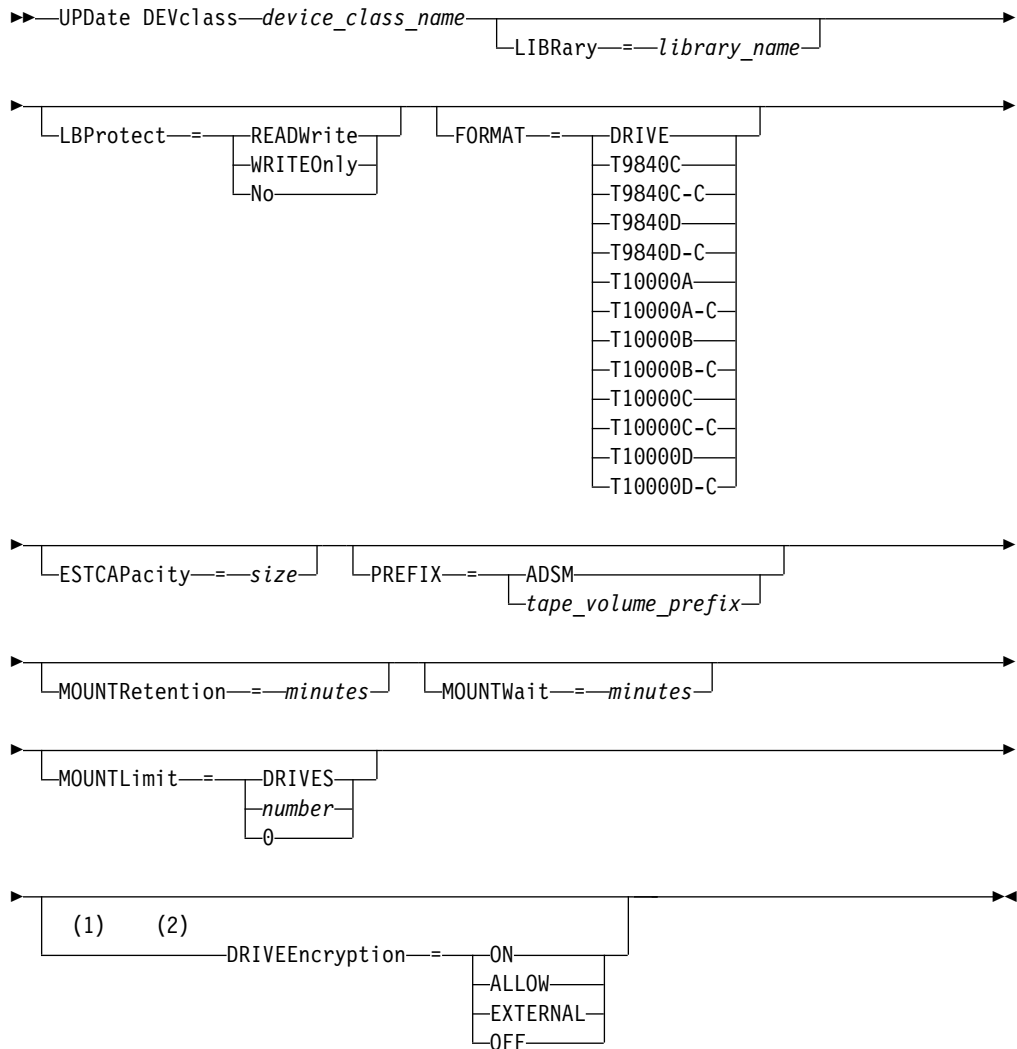 UPDate DEVclass device_class_name
LIBRary = library_name
LBProtect = READWrite FORMAT = DRIVE
WRITEOnly T9840C
No T9840C-C
T9840D
T9840D-C
T10000A
T10000A-C
T10000B
T10000B-C
T10000C
T10000C-C
T10000D
T10000D-C
ESTCAPacity = size PREFIX = ADSM
tape_volume_prefix
MOUNTRetention = minutes MOUNTWait = minutes
MOUNTLimit = DRIVES
number
0
(1) (2)
DRIVEEncryption = ON
ALLOW
EXTERNAL
OFF